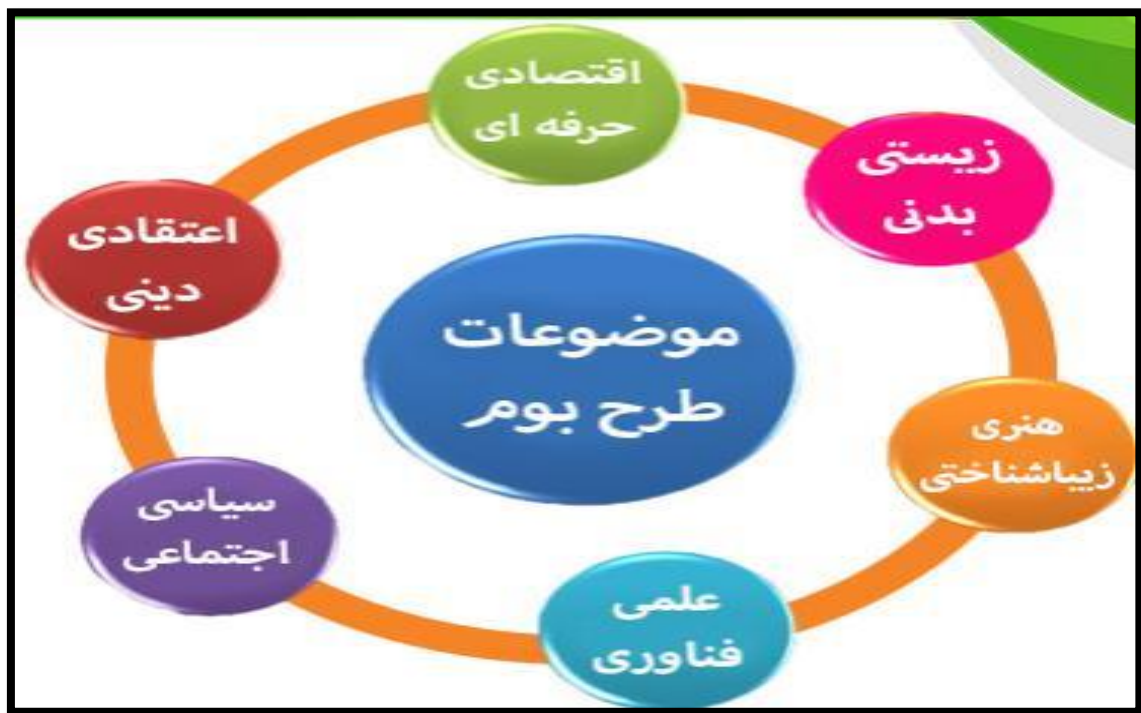 اقتصادی
حرفه ای
زیستی
بدنی
اعتقادی
دینی
موضوعات
طرح بوم
هنری
زیباشناختی
سیاسی
اجتماعی
علمی
فناوری